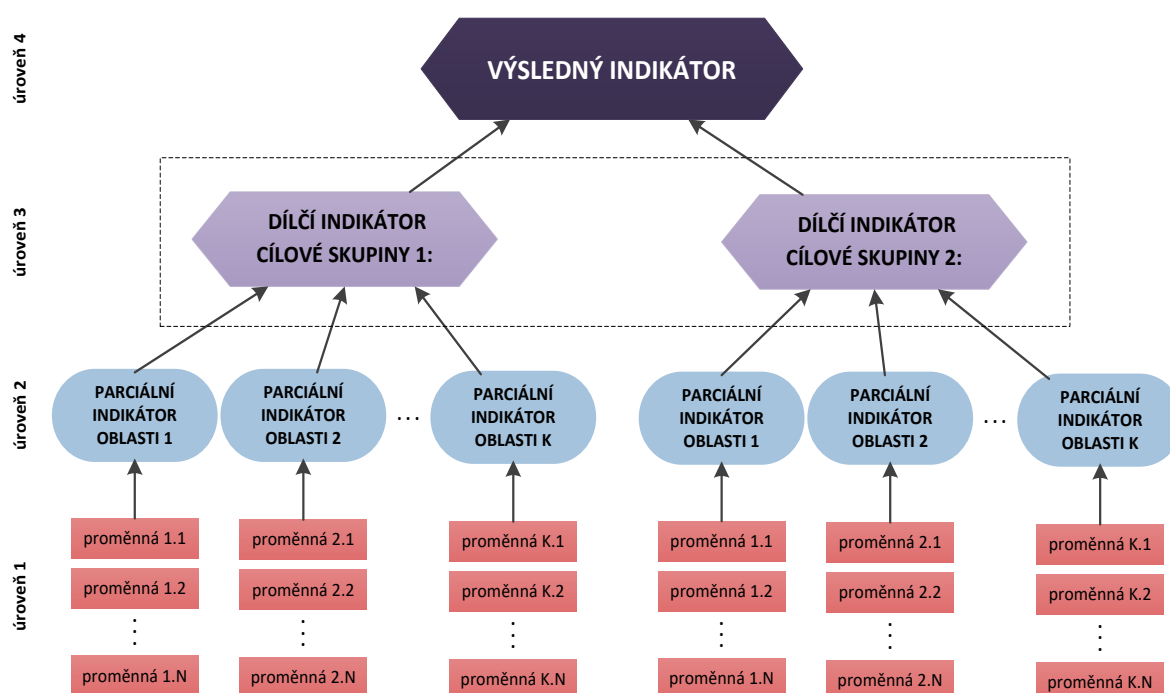 úroveň 4
VÝSLEDNÝ INDIKÁTOR
úroveň 3
DÍLČÍ INDIKÁTOR
CÍLOVÉ SKUPINY 1:
DÍLČÍ INDIKÁTOR
CÍLOVÉ SKUPINY 2:
úroveň 2
PARCIÁLNÍ
INDIKÁTOR
OBLASTI 1
PARCIÁLNÍ
INDIKÁTOR
OBLASTI 2
...
PARCIÁLNÍ
INDIKÁTOR
OBLASTI K
PARCIÁLNÍ
INDIKÁTOR
OBLASTI 1
PARCIÁLNÍ
INDIKÁTOR
OBLASTI 2
...
PARCIÁLNÍ
INDIKÁTOR
OBLASTI K
úroveň 1
proměnná 1.1
proměnná 1.2
...
proměnná 1.N
proměnná 2.1
proměnná 2.2
...
proměnná 2.N
proměnná K.1
proměnná K.2
...
proměnná K.N
proměnná 1.1
proměnná 1.2
...
proměnná 1.N
proměnná 2.1
proměnná 2.2
...
proměnná 2.N
proměnná K.1
proměnná K.2
...
proměnná K.N